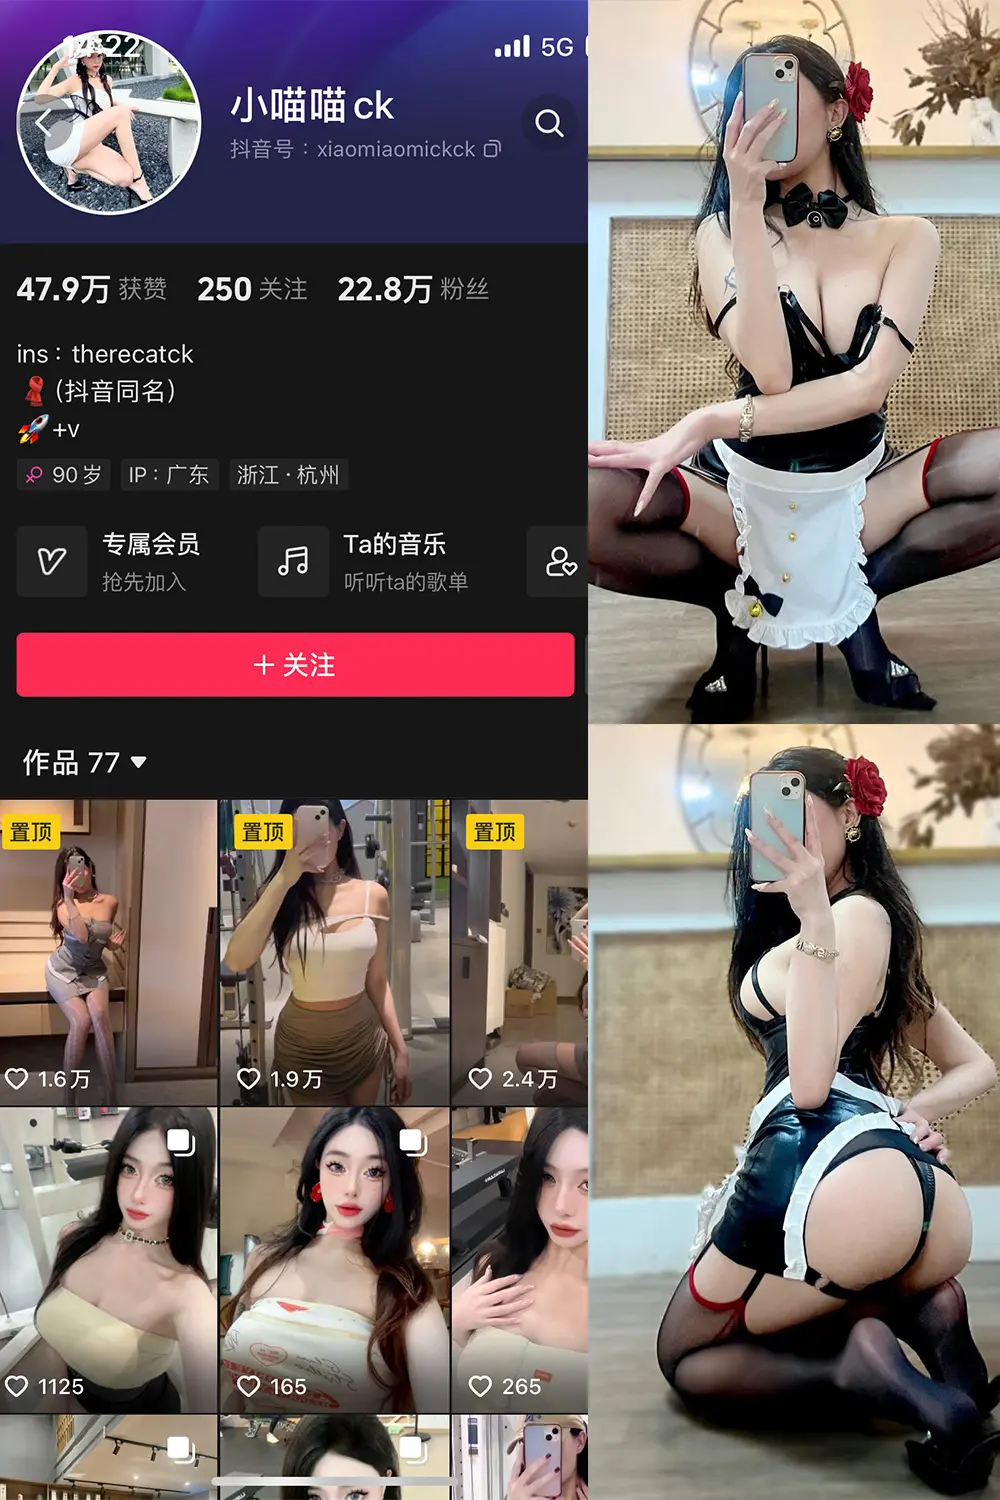 14:22
5G
小喵喵ck
抖音号：xiaomiaomickck
47.9万 获赞 250 关注 22.8万 粉丝
ins：therecatck
(抖音同名)
+v
90岁 IP：广东 浙江·杭州
专属会员 Ta的音乐
抢先加入 听听ta的歌单
+ 关注
作品 77
置顶 置顶 置顶
1.6万 1.9万 2.4万
1125 165 265